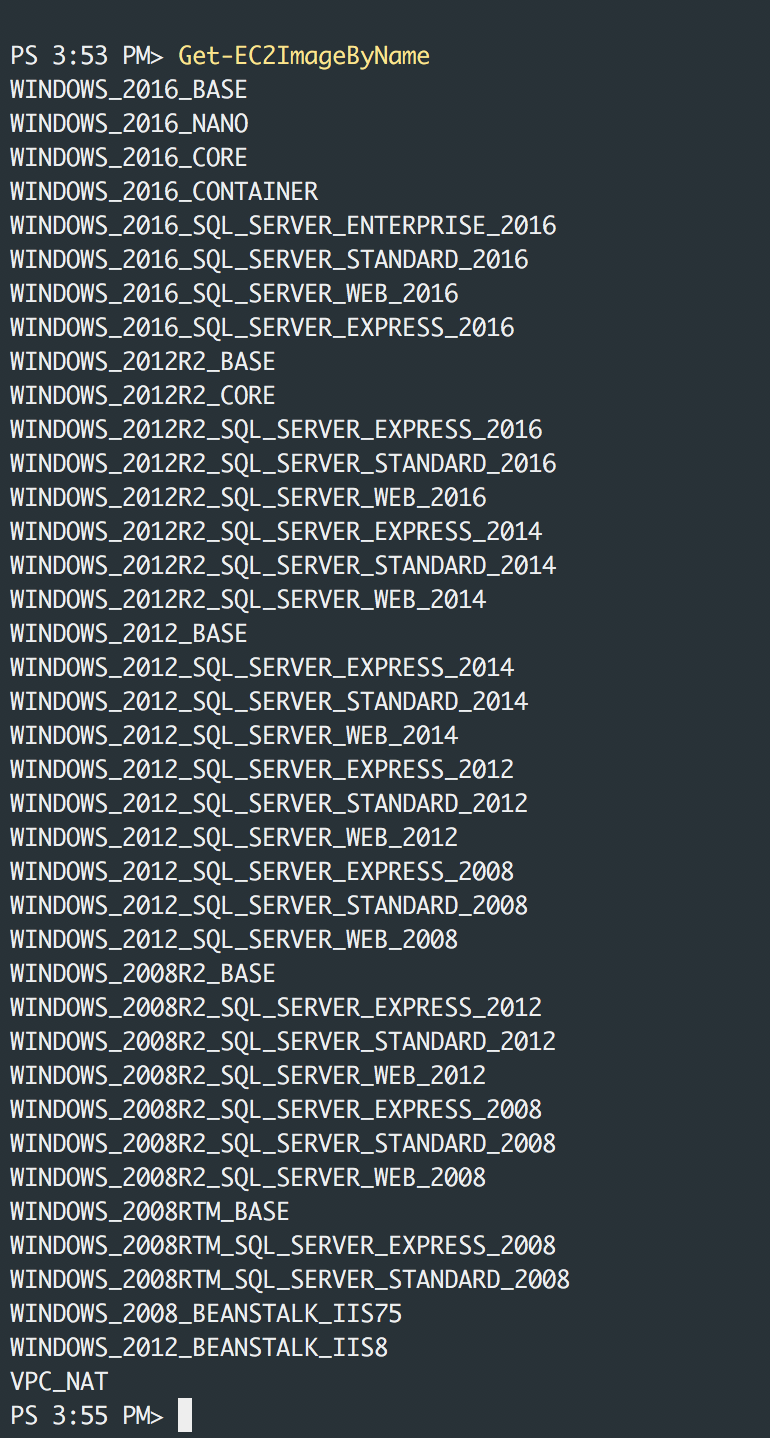 PS 3:53 PM> Get-EC2ImageByName
WINDOWS_2016_BASE
WINDOWS_2016_NANO
WINDOWS_2016_CORE
WINDOWS_2016_CONTAINER
WINDOWS_2016_SQL_SERVER_ENTERPRISE_2016
WINDOWS_2016_SQL_SERVER_STANDARD_2016
WINDOWS_2016_SQL_SERVER_WEB_2016
WINDOWS_2016_SQL_SERVER_EXPRESS_2016
WINDOWS_2012R2_BASE
WINDOWS_2012R2_CORE
WINDOWS_2012R2_SQL_SERVER_EXPRESS_2016
WINDOWS_2012R2_SQL_SERVER_STANDARD_2016
WINDOWS_2012R2_SQL_SERVER_WEB_2016
WINDOWS_2012R2_SQL_SERVER_EXPRESS_2014
WINDOWS_2012R2_SQL_SERVER_STANDARD_2014
WINDOWS_2012R2_SQL_SERVER_WEB_2014
WINDOWS_2012_BASE
WINDOWS_2012_SQL_SERVER_EXPRESS_2014
WINDOWS_2012_SQL_SERVER_STANDARD_2014
WINDOWS_2012_SQL_SERVER_WEB_2014
WINDOWS_2012_SQL_SERVER_EXPRESS_2012
WINDOWS_2012_SQL_SERVER_STANDARD_2012
WINDOWS_2012_SQL_SERVER_WEB_2012
WINDOWS_2012_SQL_SERVER_EXPRESS_2008
WINDOWS_2012_SQL_SERVER_STANDARD_2008
WINDOWS_2012_SQL_SERVER_WEB_2008
WINDOWS_2008R2_BASE
WINDOWS_2008R2_SQL_SERVER_EXPRESS_2012
WINDOWS_2008R2_SQL_SERVER_STANDARD_2012
WINDOWS_2008R2_SQL_SERVER_WEB_2012
WINDOWS_2008R2_SQL_SERVER_EXPRESS_2008
WINDOWS_2008R2_SQL_SERVER_STANDARD_2008
WINDOWS_2008R2_SQL_SERVER_WEB_2008
WINDOWS_2008RTM_BASE
WINDOWS_2008RTM_SQL_SERVER_EXPRESS_2008
WINDOWS_2008RTM_SQL_SERVER_STANDARD_2008
WINDOWS_2008_BEANSTALK_IIS75
WINDOWS_2012_BEANSTALK_IIS8
VPC_NAT
PS 3:55 PM>